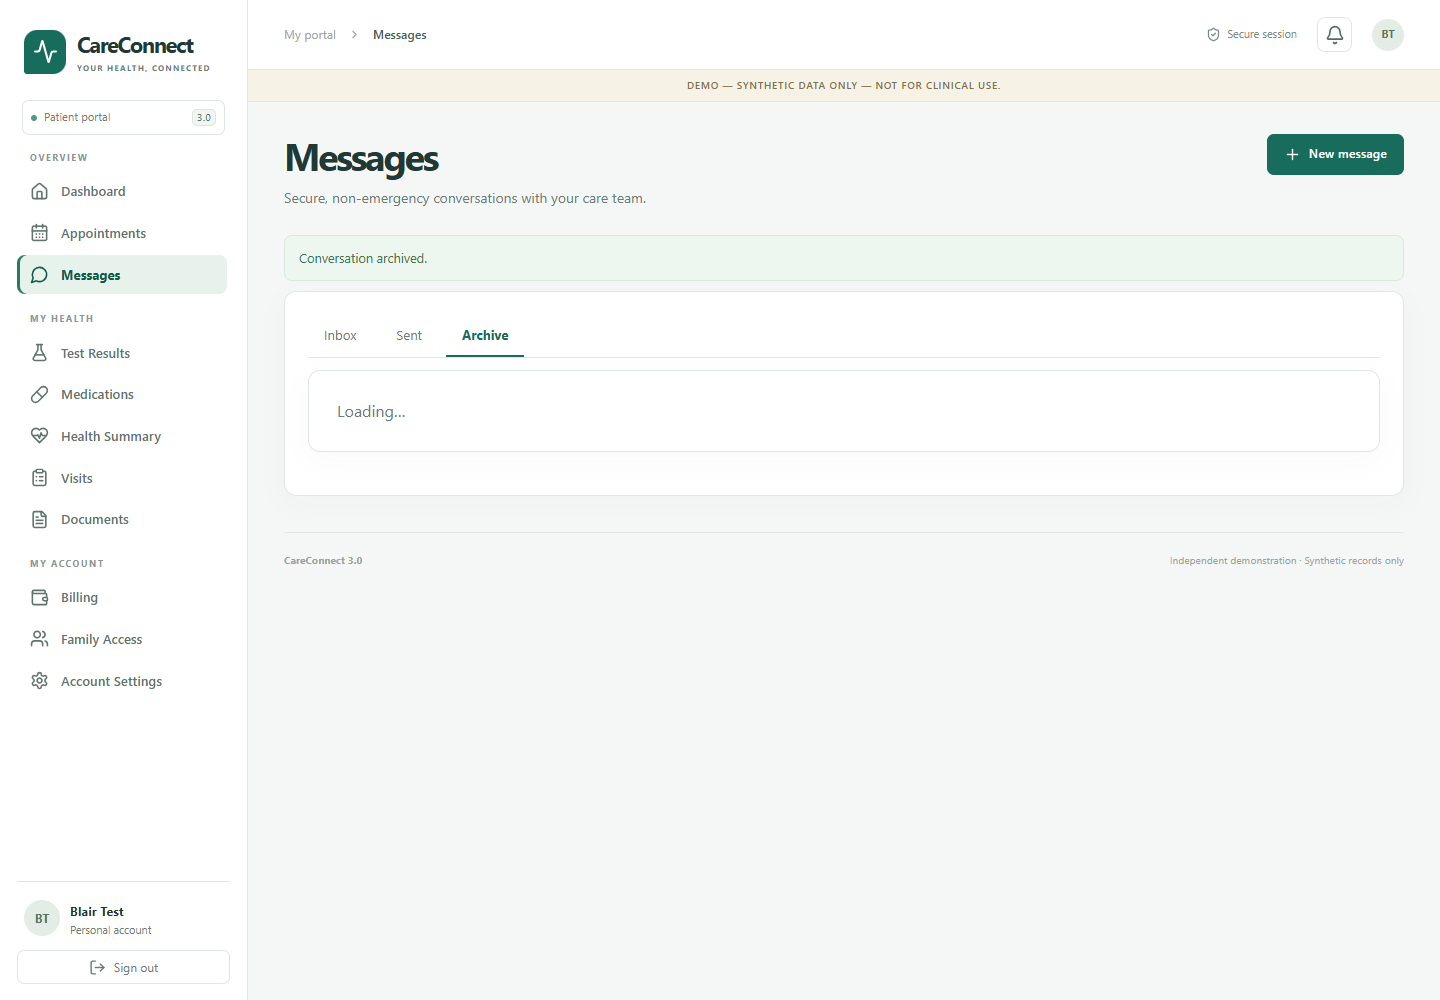 CareConnect
YOUR HEALTH, CONNECTED
Patient portal 3.0
OVERVIEW
Dashboard
Appointments
Messages
MY HEALTH
Test Results
Medications
Health Summary
Visits
Documents
MY ACCOUNT
Billing
Family Access
Account Settings
BT
Blair Test
Personal account
Sign out
My portal > Messages
Secure session
BT
DEMO — SYNTHETIC DATA ONLY — NOT FOR CLINICAL USE.
Messages
Secure, non-emergency conversations with your care team.
New message
Conversation archived.
Inbox Sent Archive
Loading...
CareConnect 3.0
Independent demonstration · Synthetic records only